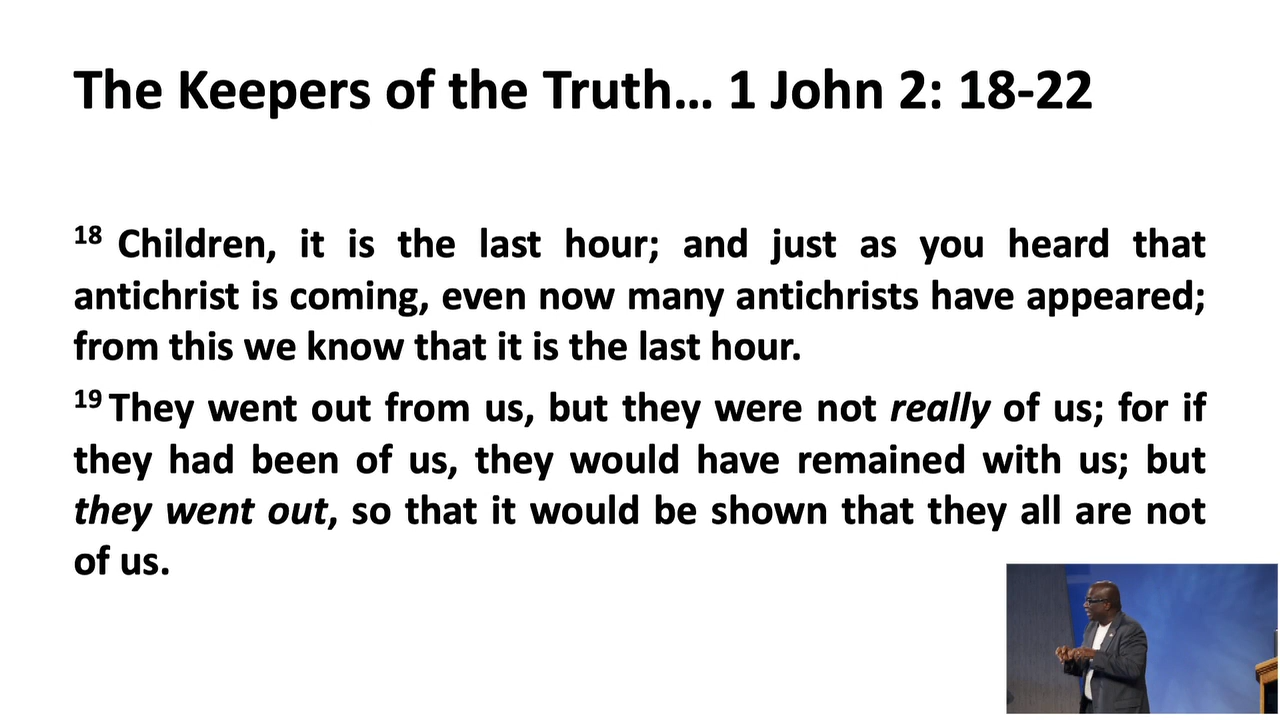 The Keepers of the Truth... 1 John 2: 18-22
18 Children, it is the last hour; and just as you heard that
antichrist is coming, even now many antichrists have appeared;
from this we know that it is the last hour.
19 They went out from us, but they were not really of us; for if
they had been of us, they would have remained with us; but
they went out, so that it would be shown that they all are not
of us.